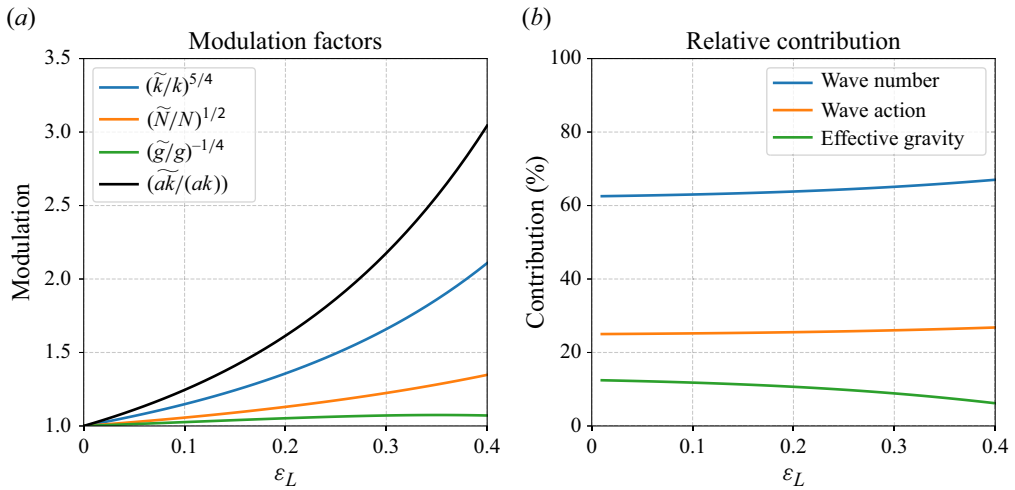 (a)
Modulation factors
3.5
3.0
2.5
2.0
1.5
1.0
Modulation
(k̃/k)^{5/4}
(Ñ/N)^{1/2}
(g̃/g)^{−1/4}
(\widetilde{ak}/(ak))
0
0.1
0.2
0.3
0.4
ε_L
(b)
Relative contribution
100
80
60
40
20
0
Contribution (%)
Wave number
Wave action
Effective gravity
0
0.1
0.2
0.3
0.4
ε_L